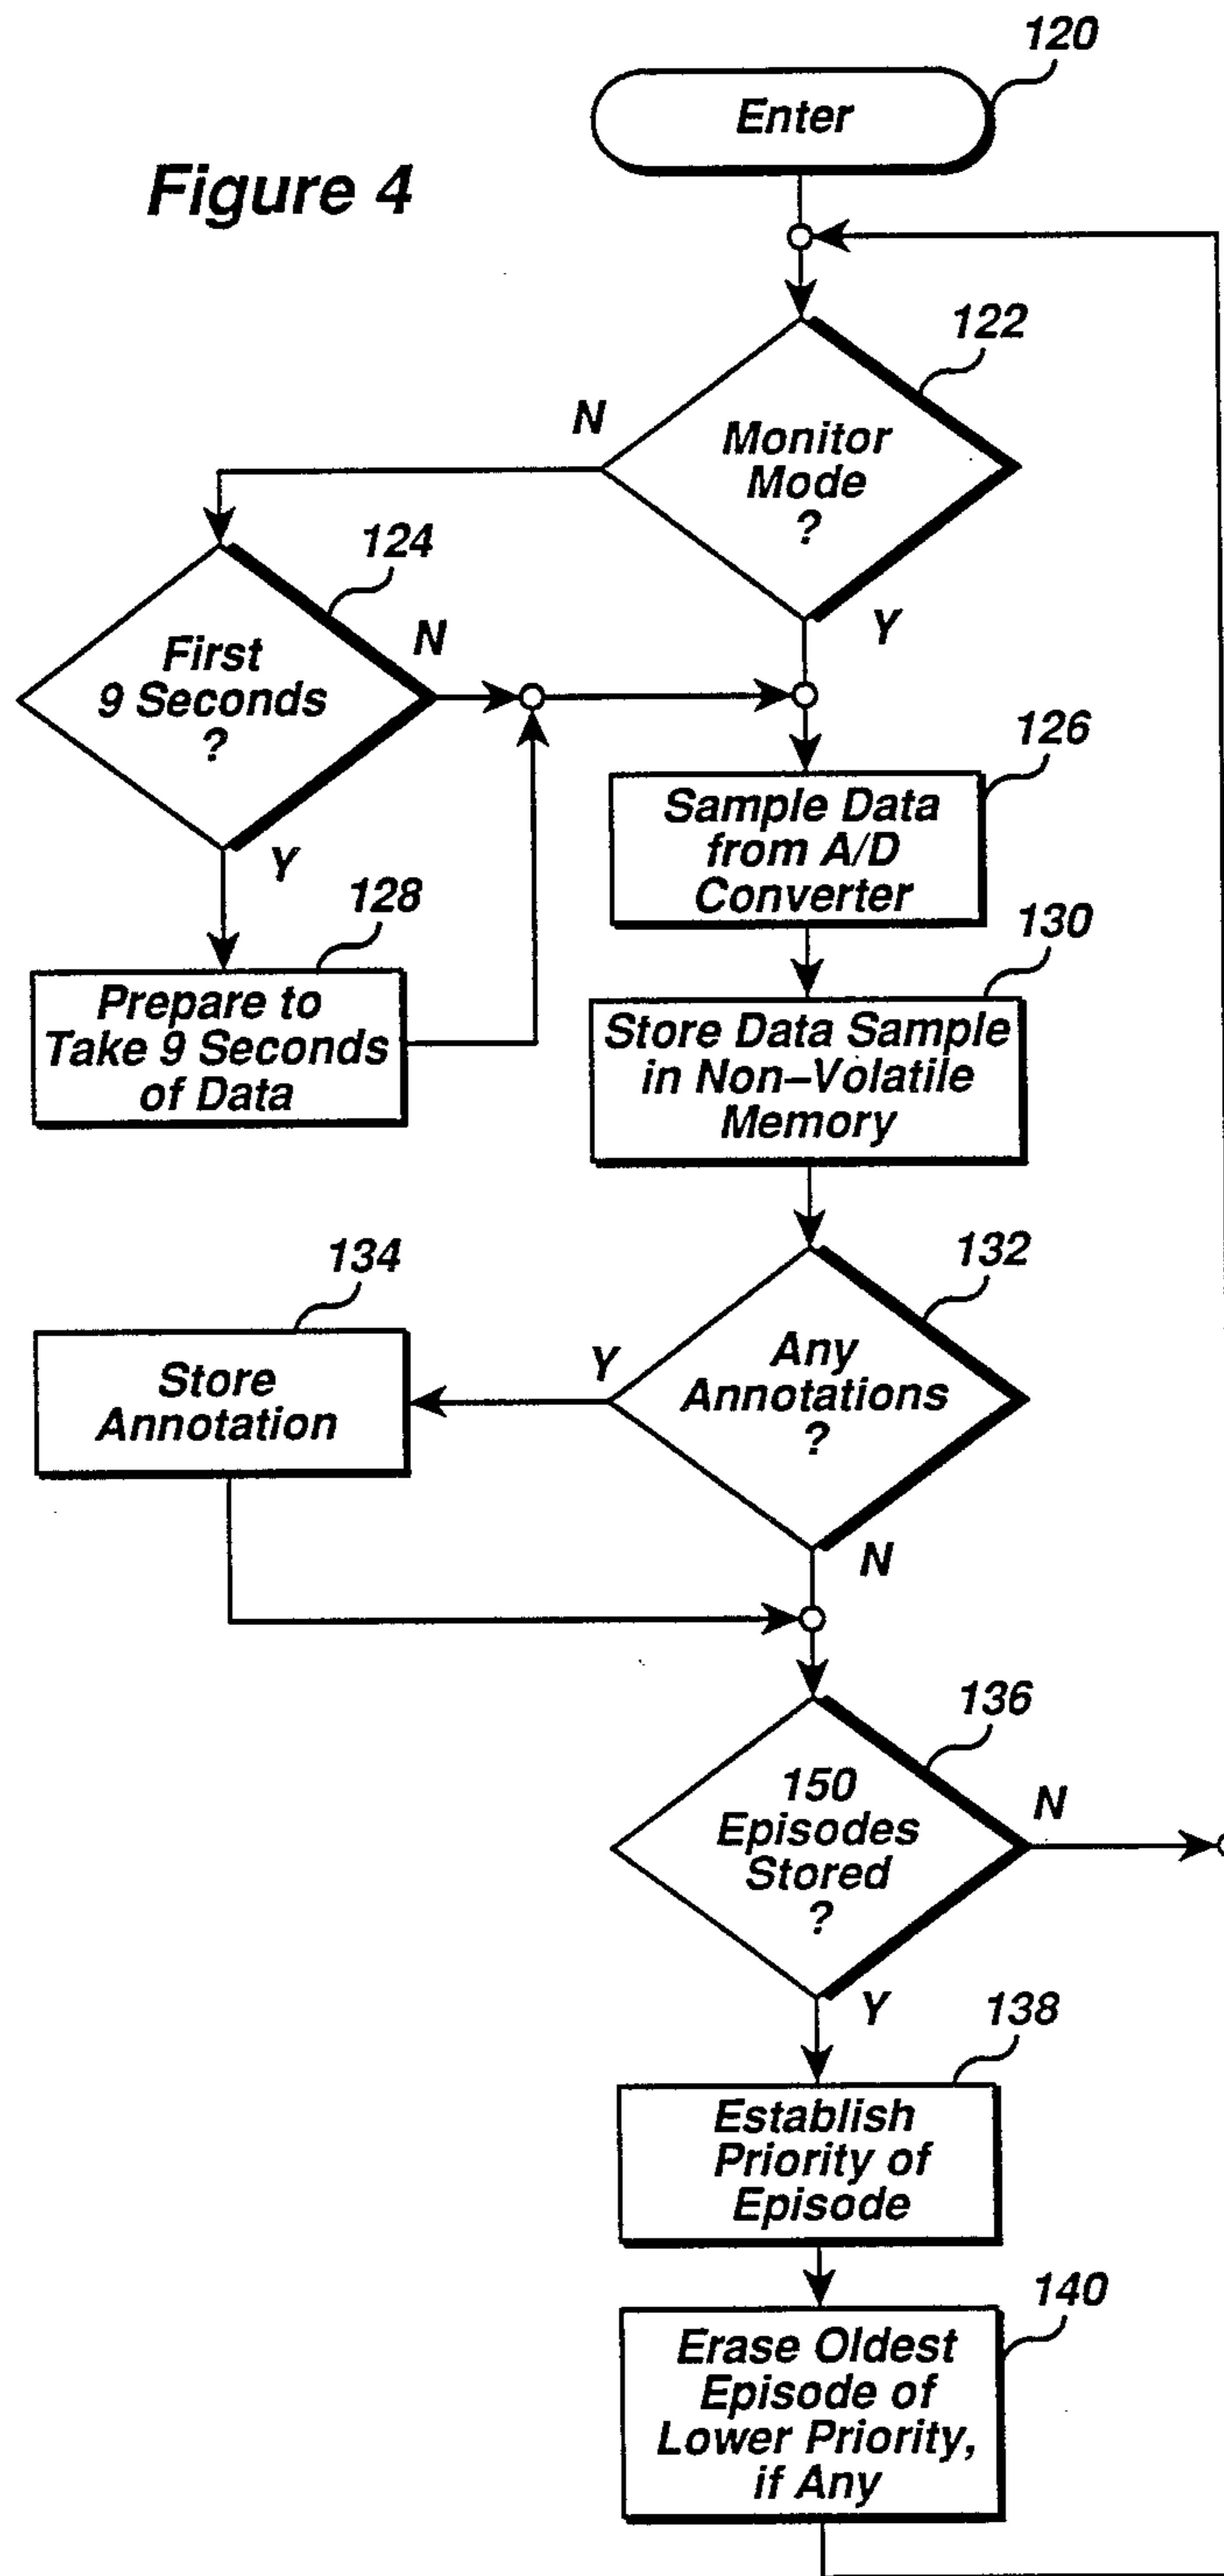 120
Enter
Figure 4
122
Monitor
Mode
?
N
Y
124
First
9 Seconds
?
N
Y
126
Sample Data
from A/D
Converter
128
Prepare to
Take 9 Seconds
of Data
130
Store Data Sample
in Non-Volatile
Memory
132
Any
Annotations
?
Y
N
134
Store
Annotation
136
150
Episodes
Stored
?
N
Y
138
Establish
Priority of
Episode
140
Erase Oldest
Episode of
Lower Priority,
if Any